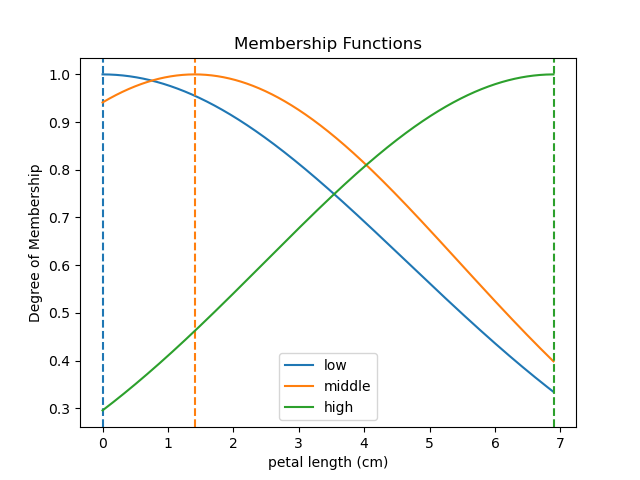 Membership Functions
Degree of Membership
1.0
0.9
0.8
0.7
0.6
0.5
0.4
0.3
low
middle
high
0 1 2 3 4 5 6 7
petal length (cm)